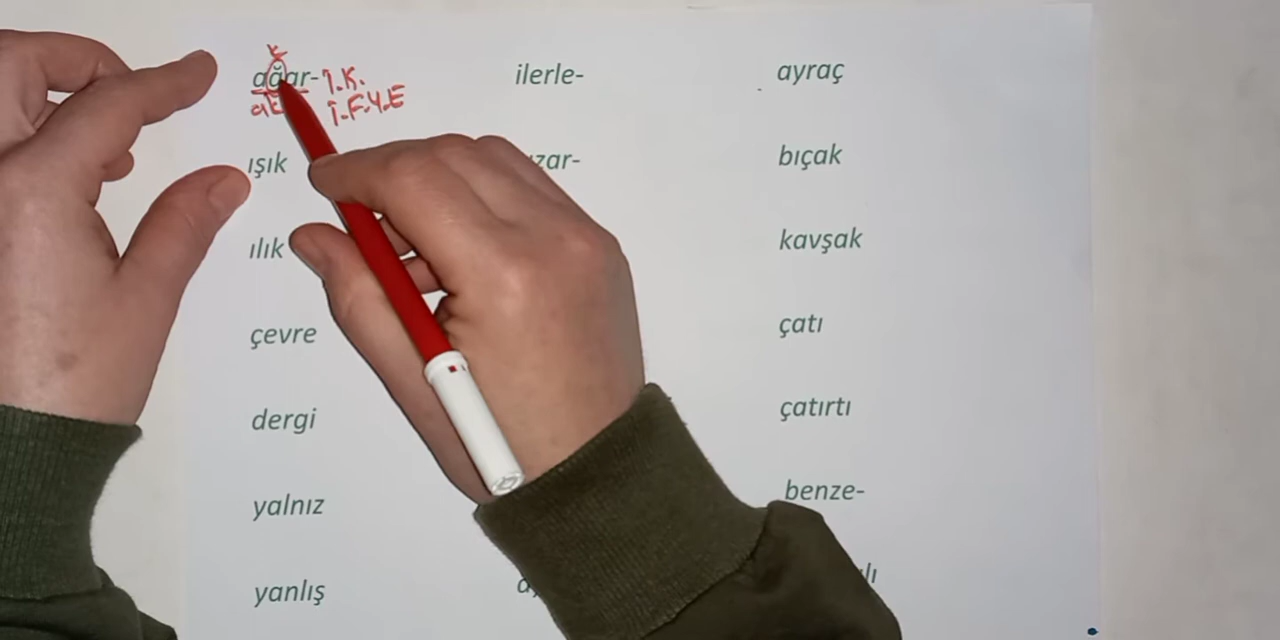 K
ağar- İ.K.
İ.F.Y.E
ışık
ılık
çevre
dergi
yalnız
yanlış
ilerle-
ayraç
bıçak
kavşak
çatı
çatırtı
benze-